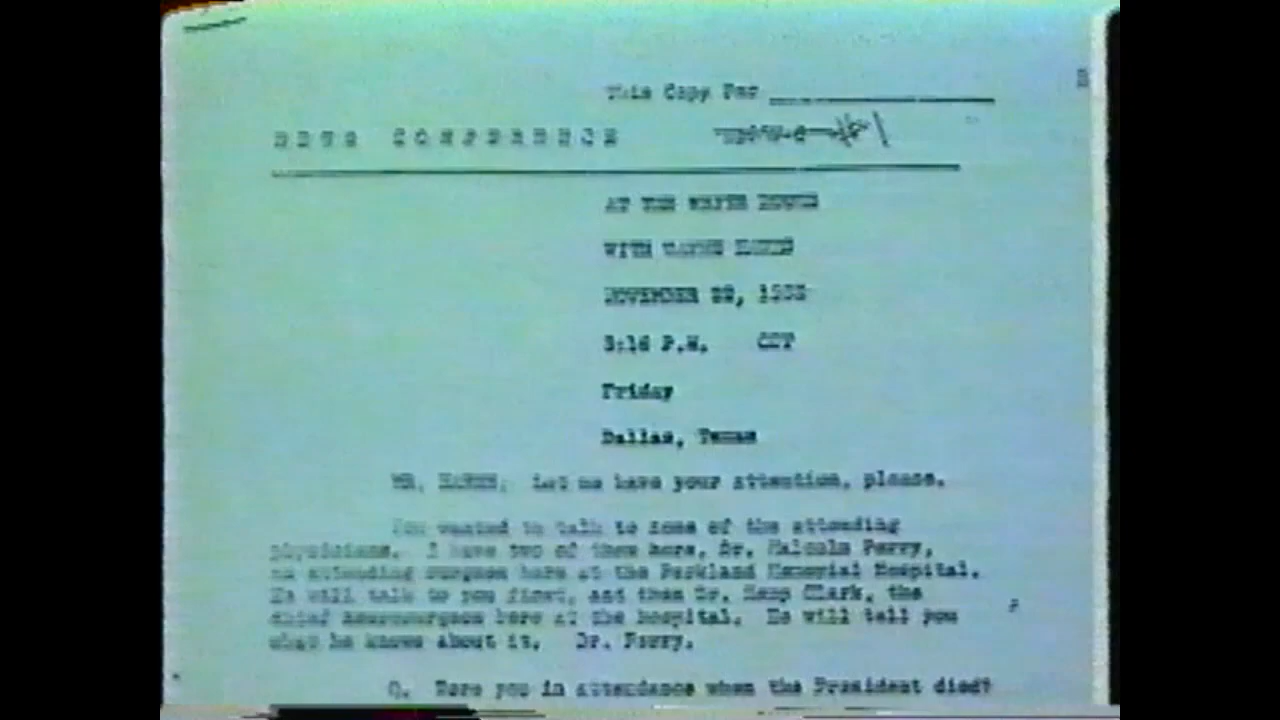 This Copy For
NEWS CONFERENCE
AT THE WHITE HOUSE
WITH WAYNE HAWKS
NOVEMBER 22, 1963
3:16 P.M. CST
Friday
Dallas, Texas
MR. HAWKS: Let me have your attention, please.
You wanted to talk to some of the attending
physicians. I have two of them here, Dr. Malcolm Perry,
an attending surgeon here at the Parkland Memorial Hospital.
He will talk to you first, and then Dr. Kemp Clark, the
chief neurosurgeon here at the hospital. He will tell you
what he knows about it. Dr. Perry.
Q. Were you in attendance when the President died?